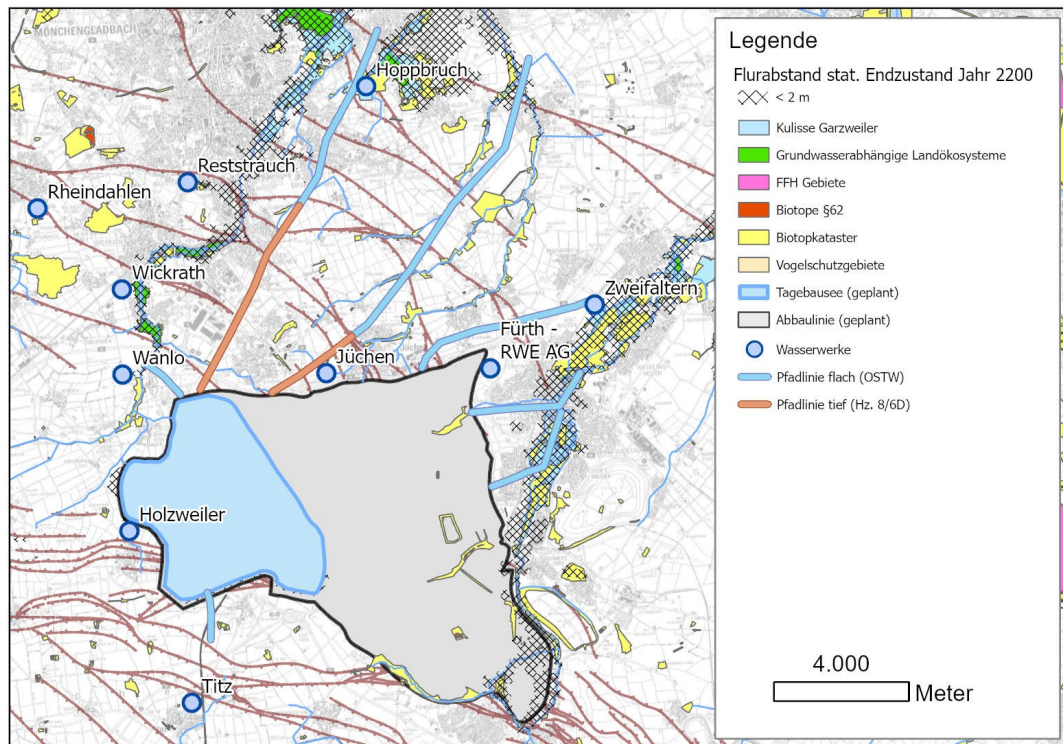 MÖNCHENGLADBACH
Hoppbruch
Reststrauch
Rheindahlen
Wickrath
Zweifaltern
Fürth -
RWE AG
Jüchen
Wanlo
Holzweiler
Titz
Legende
Flurabstand stat. Endzustand Jahr 2200
< 2 m
Kulisse Garzweiler
Grundwasserabhängige Landökosysteme
FFH Gebiete
Biotope §62
Biotopkataster
Vogelschutzgebiete
Tagebausee (geplant)
Abbaulinie (geplant)
Wasserwerke
Pfadlinie flach (OSTW)
Pfadlinie tief (Hz. 8/6D)
4.000
Meter